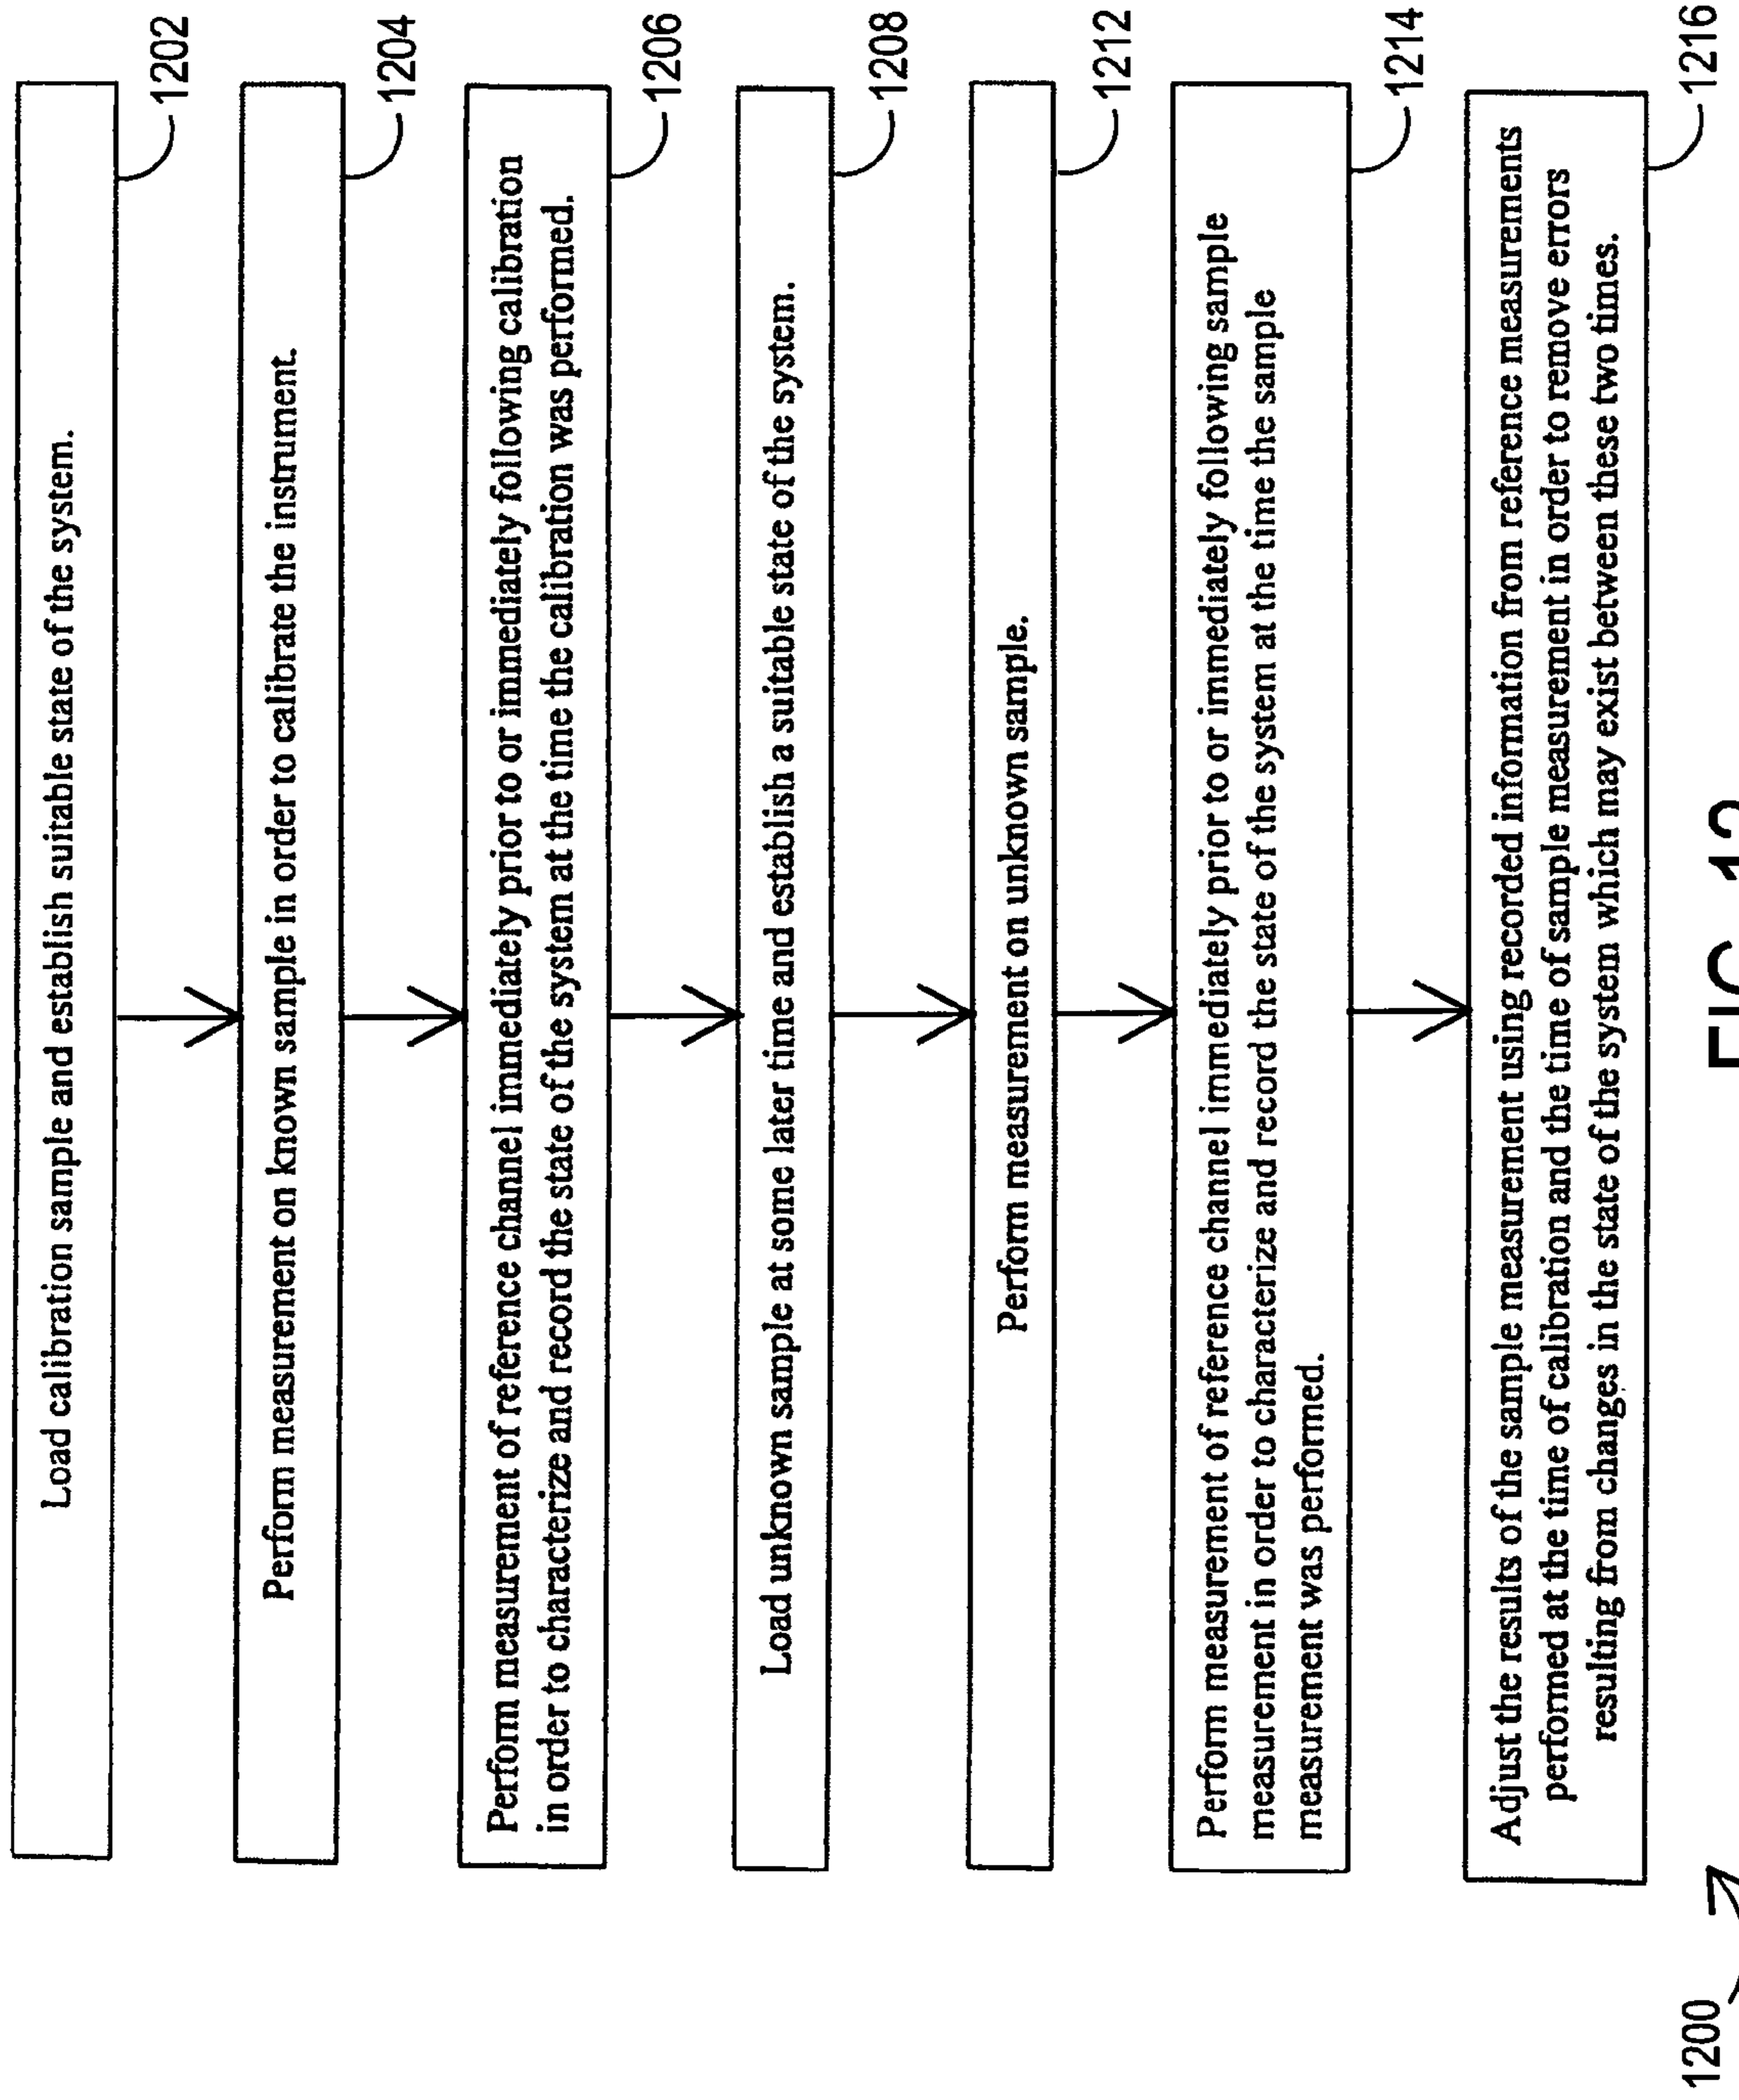 Load calibration sample and establish suitable state of the system.
1202
Perform measurement on known sample in order to calibrate the instrument.
1204
Perform measurement of reference channel immediately prior to or immediately following calibration
in order to characterize and record the state of the system at the time the calibration was performed.
1206
Load unknown sample at some later time and establish a suitable state of the system.
1208
Perform measurement on unknown sample.
1212
Perform measurement of reference channel immediately prior to or immediately following sample
measurement in order to characterize and record the state of the system at the time the sample
measurement was performed.
1214
Adjust the results of the sample measurement using recorded information from reference measurements
performed at the time of calibration and the time of sample measurement in order to remove errors
resulting from changes in the state of the system which may exist between these two times.
1216
1200